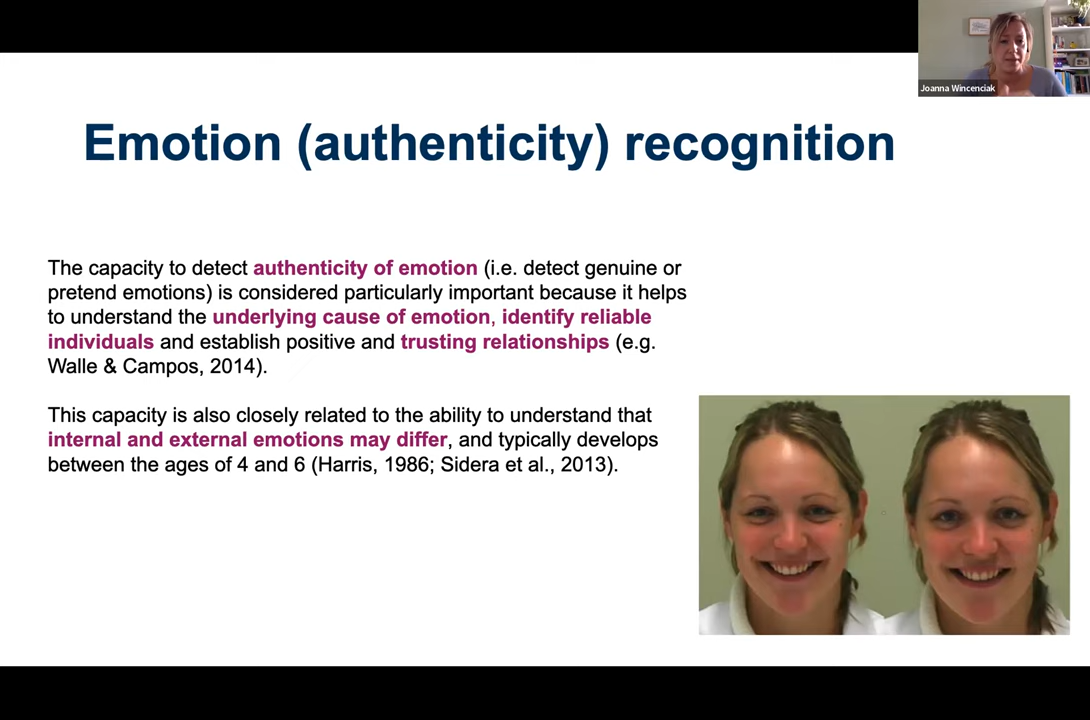 Joanna Wincenciak
Emotion (authenticity) recognition
The capacity to detect authenticity of emotion (i.e. detect genuine or
pretend emotions) is considered particularly important because it helps
to understand the underlying cause of emotion, identify reliable
individuals and establish positive and trusting relationships (e.g.
Walle & Campos, 2014).
This capacity is also closely related to the ability to understand that
internal and external emotions may differ, and typically develops
between the ages of 4 and 6 (Harris, 1986; Sidera et al., 2013).